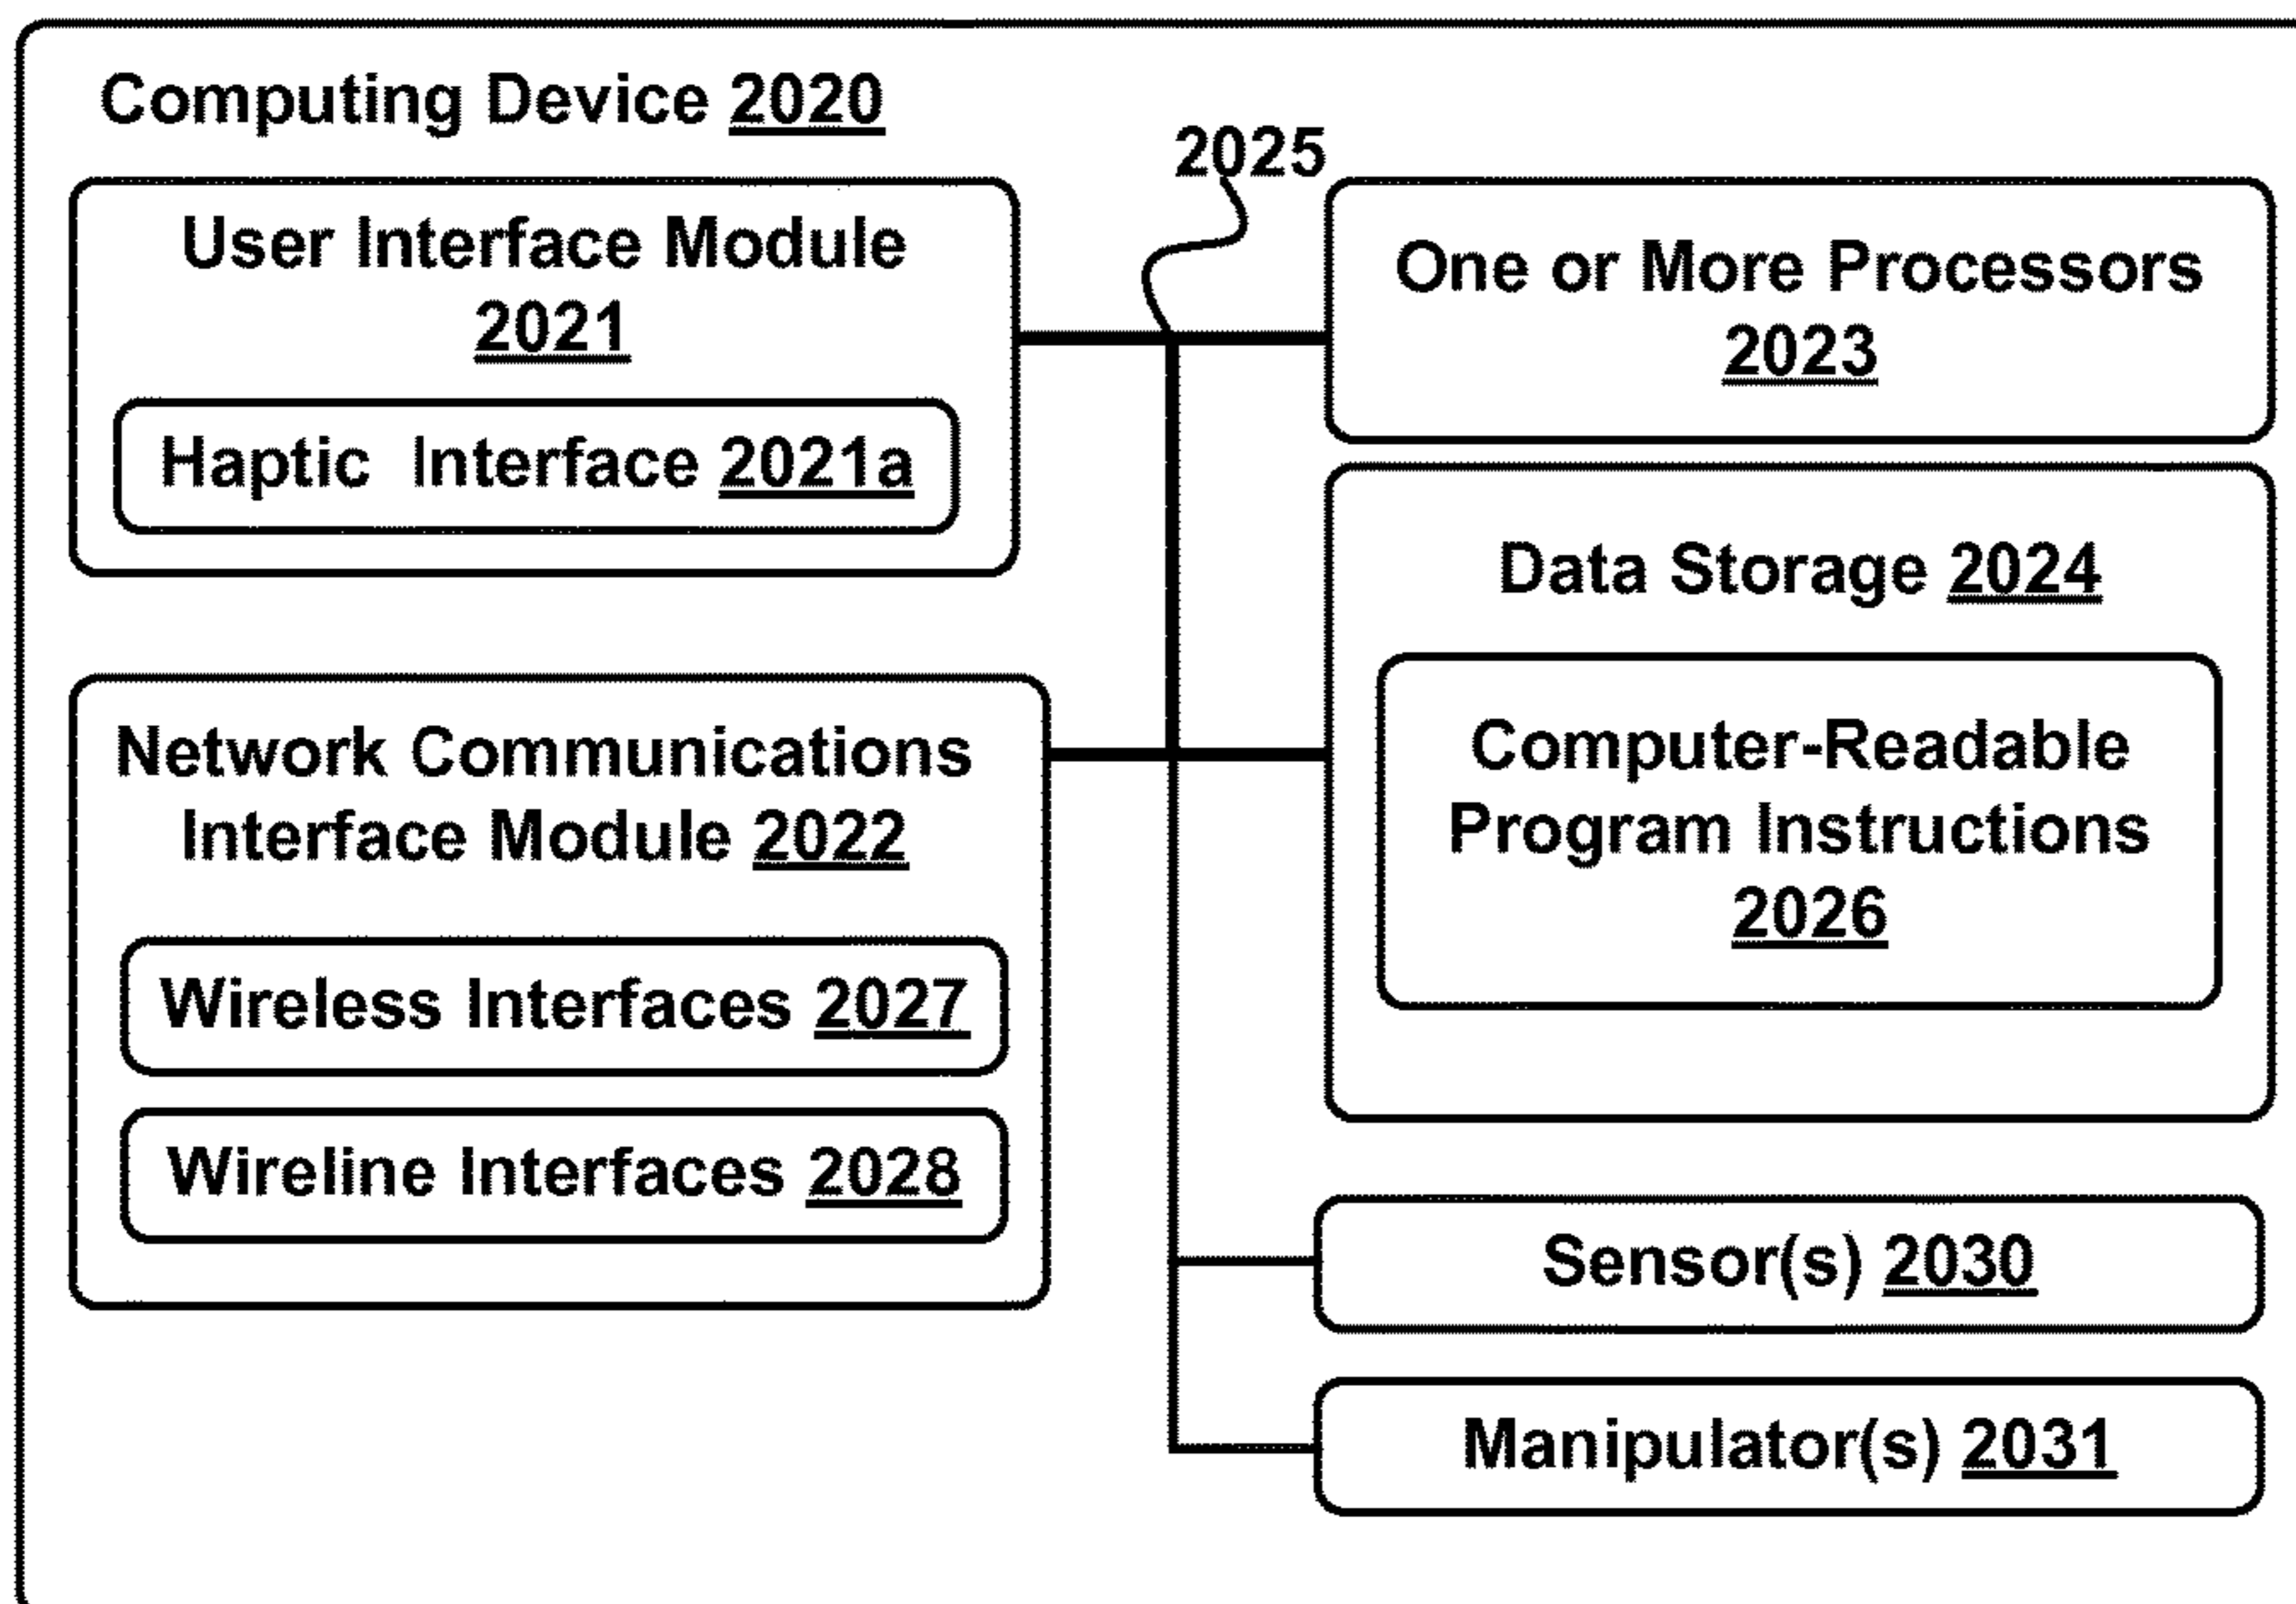 Computing Device 2020
2025
User Interface Module
2021
Haptic Interface 2021a
One or More Processors
2023
Data Storage 2024
Computer-Readable
Program Instructions
2026
Network Communications
Interface Module 2022
Wireless Interfaces 2027
Wireline Interfaces 2028
Sensor(s) 2030
Manipulator(s) 2031